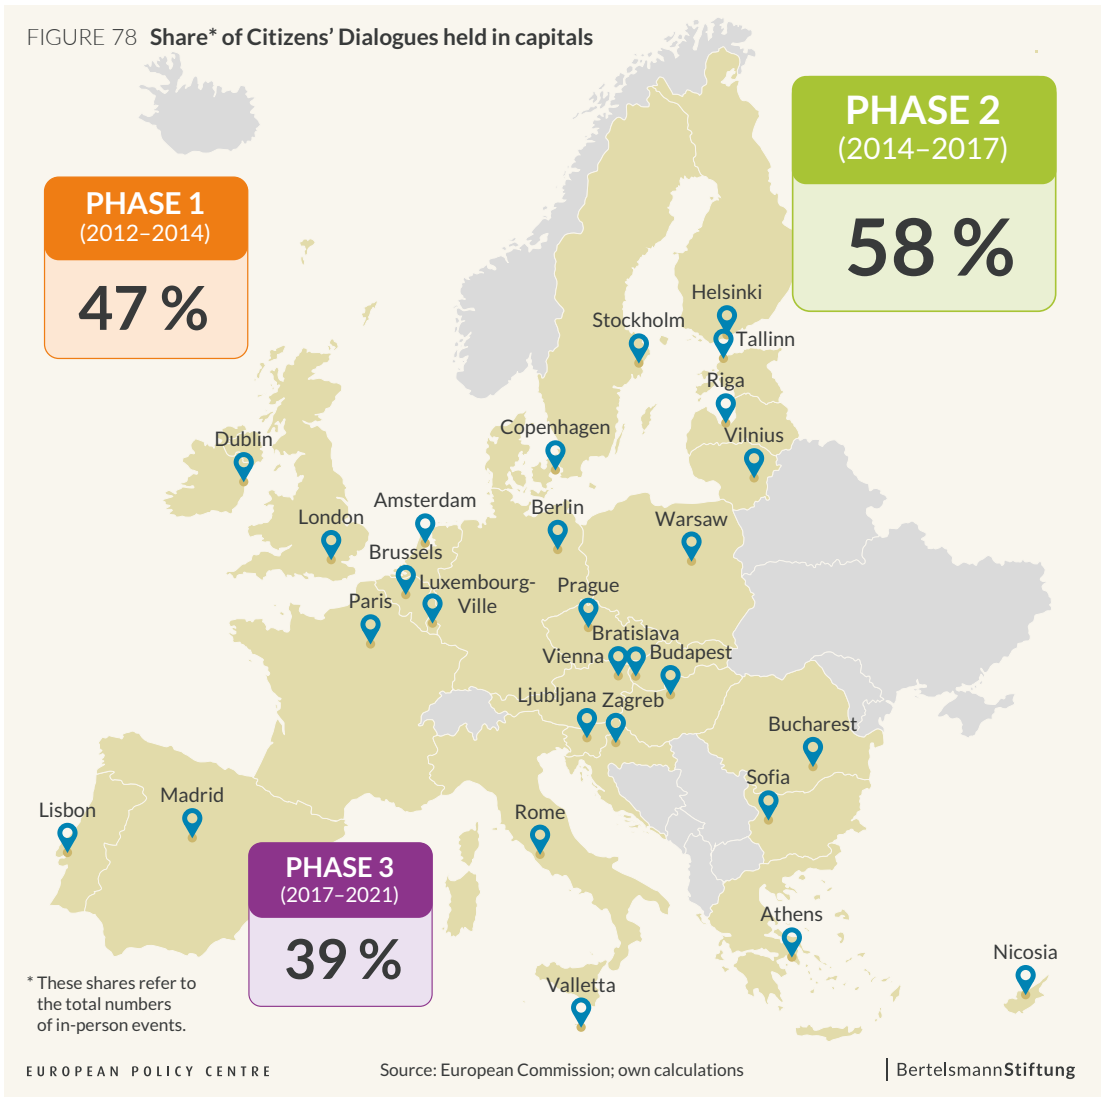 FIGURE 78 Share* of Citizens’ Dialogues held in capitals
PHASE 2
(2014–2017)
58 %
PHASE 1
(2012–2014)
47 %
Helsinki
Stockholm
Tallinn
Riga
Copenhagen
Vilnius
Dublin
Amsterdam
Berlin
London
Warsaw
Brussels
Luxembourg-
Ville
Prague
Paris
Bratislava
Vienna
Budapest
Ljubljana
Zagreb
Bucharest
Sofia
Madrid
Lisbon
Rome
PHASE 3
(2017–2021)
39 %
Athens
Nicosia
Valletta
* These shares refer to
the total numbers
of in-person events.
EUROPEAN POLICY CENTRE
Source: European Commission; own calculations
BertelsmannStiftung